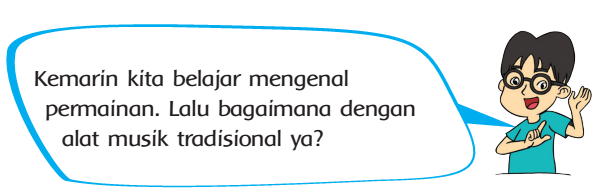 Kemarin kita belajar mengenal
permainan. Lalu bagaimana dengan
alat musik tradisional ya?